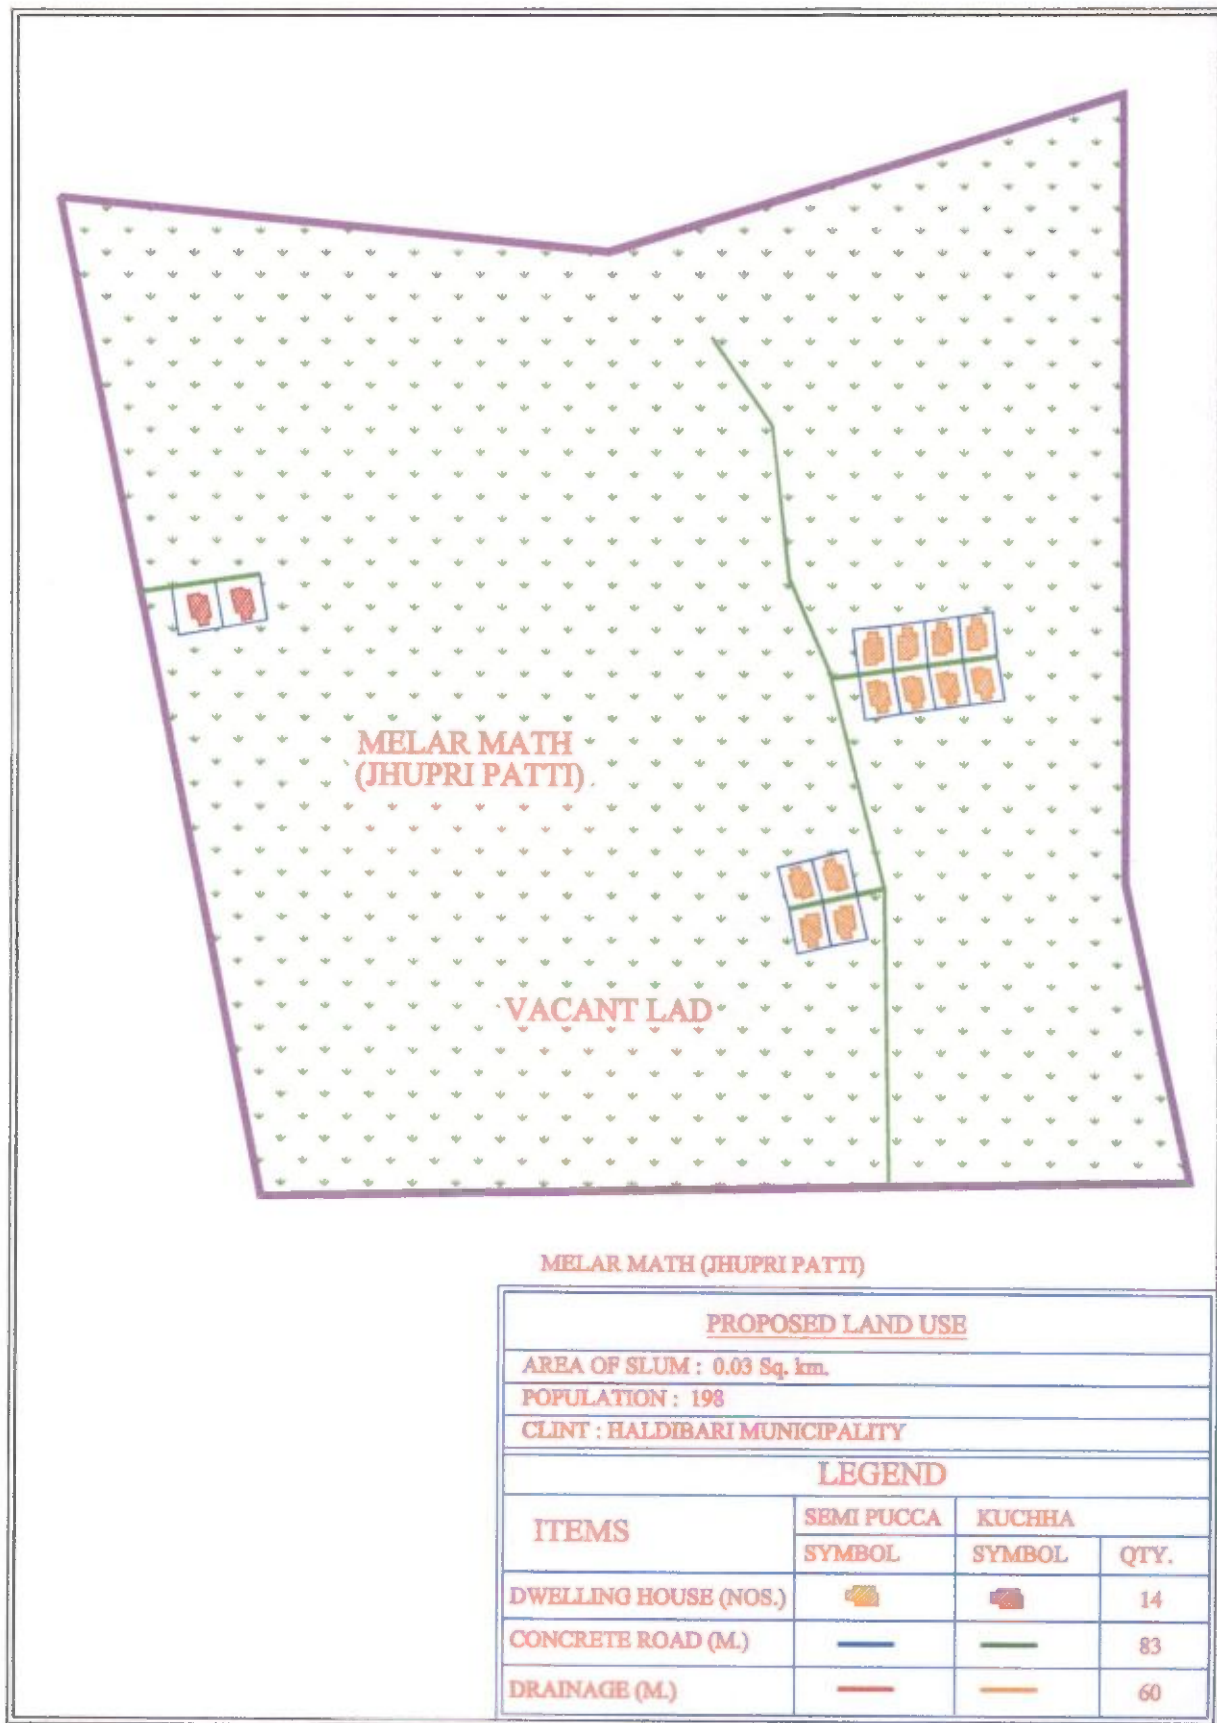 MELAR MATH
(JHUPRI PATTI)
VACANT LAD
MELAR MATH (JHUPRI PATTI)
PROPOSED LAND USE
AREA OF SLUM : 0.03 Sq. km.
POPULATION : 198
CLINT : HALDIBARI MUNICIPALITY
LEGEND
ITEMS SEMI PUCCA KUCHHA
SYMBOL SYMBOL QTY.
DWELLING HOUSE (NOS.) 14
CONCRETE ROAD (M.) 83
DRAINAGE (M.) 60